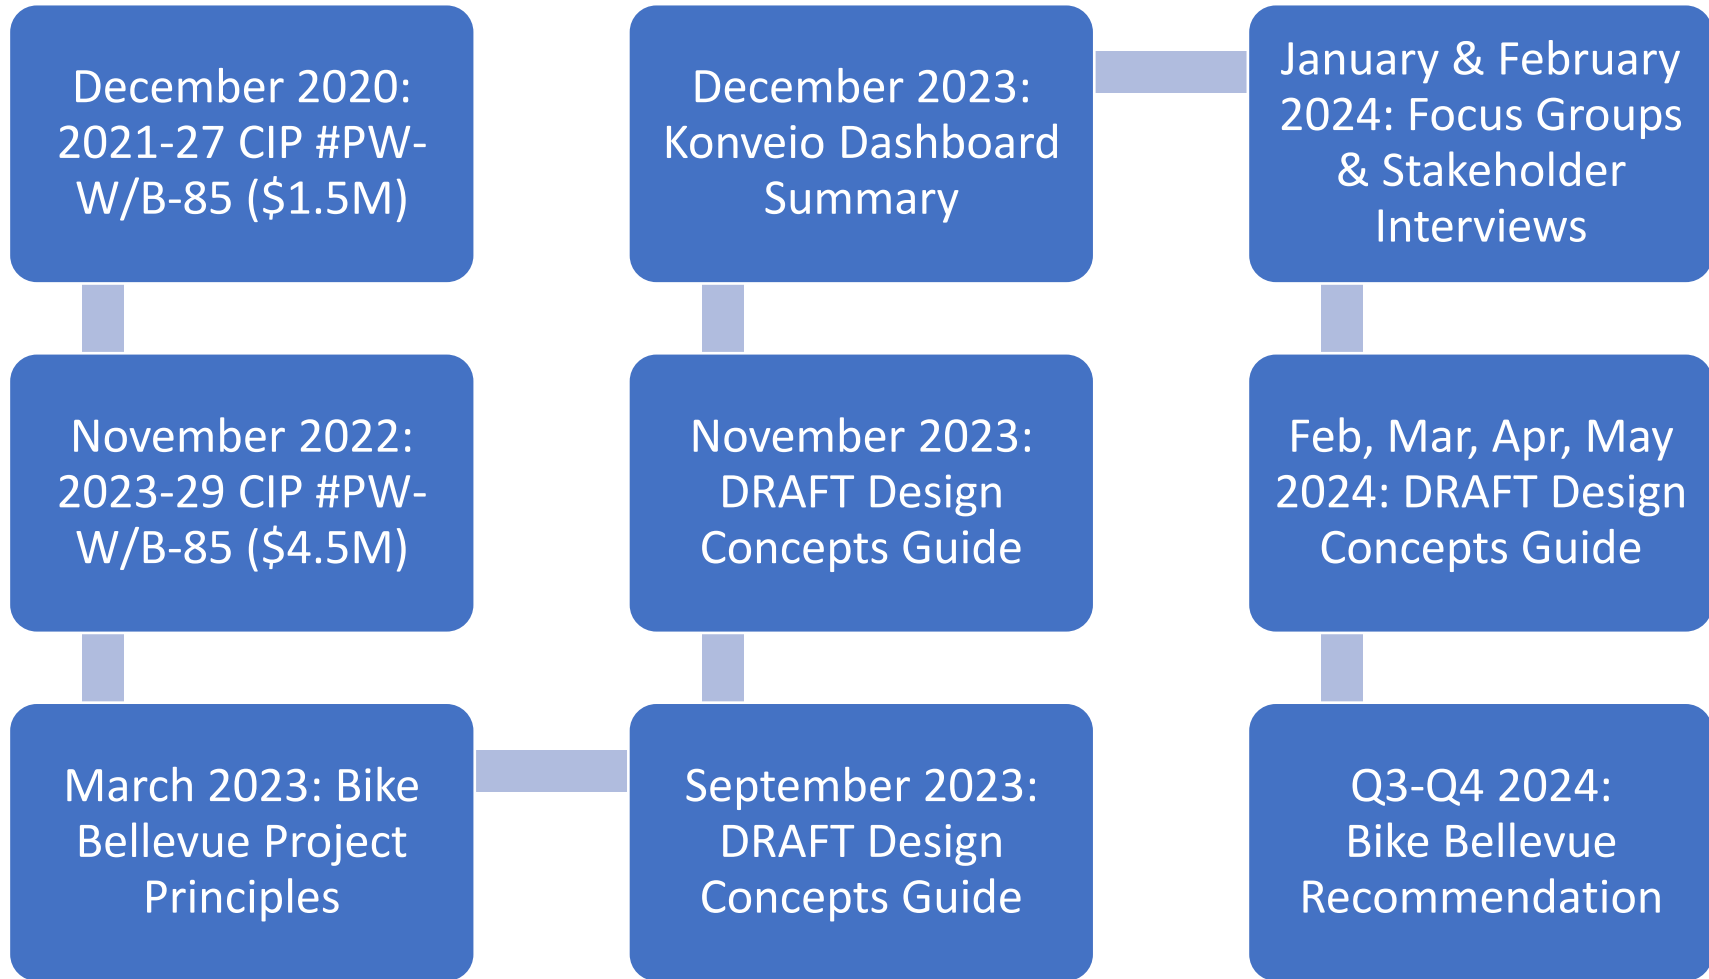 December 2020:
2021-27 CIP #PW-
W/B-85 ($1.5M)
November 2022:
2023-29 CIP #PW-
W/B-85 ($4.5M)
March 2023: Bike
Bellevue Project
Principles
September 2023:
DRAFT Design
Concepts Guide
November 2023:
DRAFT Design
Concepts Guide
December 2023:
Konveio Dashboard
Summary
January & February
2024: Focus Groups
& Stakeholder
Interviews
Feb, Mar, Apr, May
2024: DRAFT Design
Concepts Guide
Q3-Q4 2024:
Bike Bellevue
Recommendation